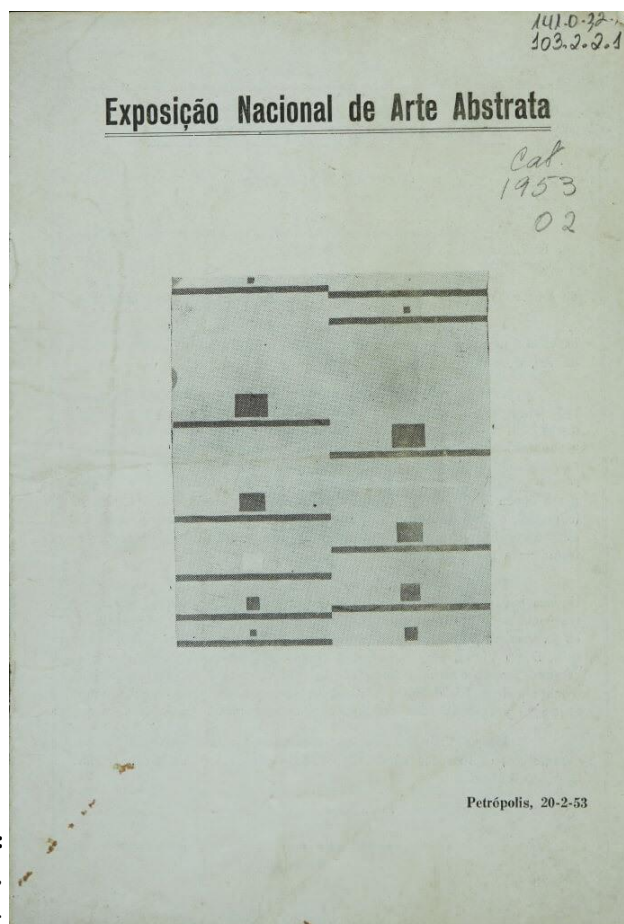 141.0-32
103.2.2.1
Exposição Nacional de Arte Abstrata
Cat.
1953
02
Petrópolis, 20-2-53